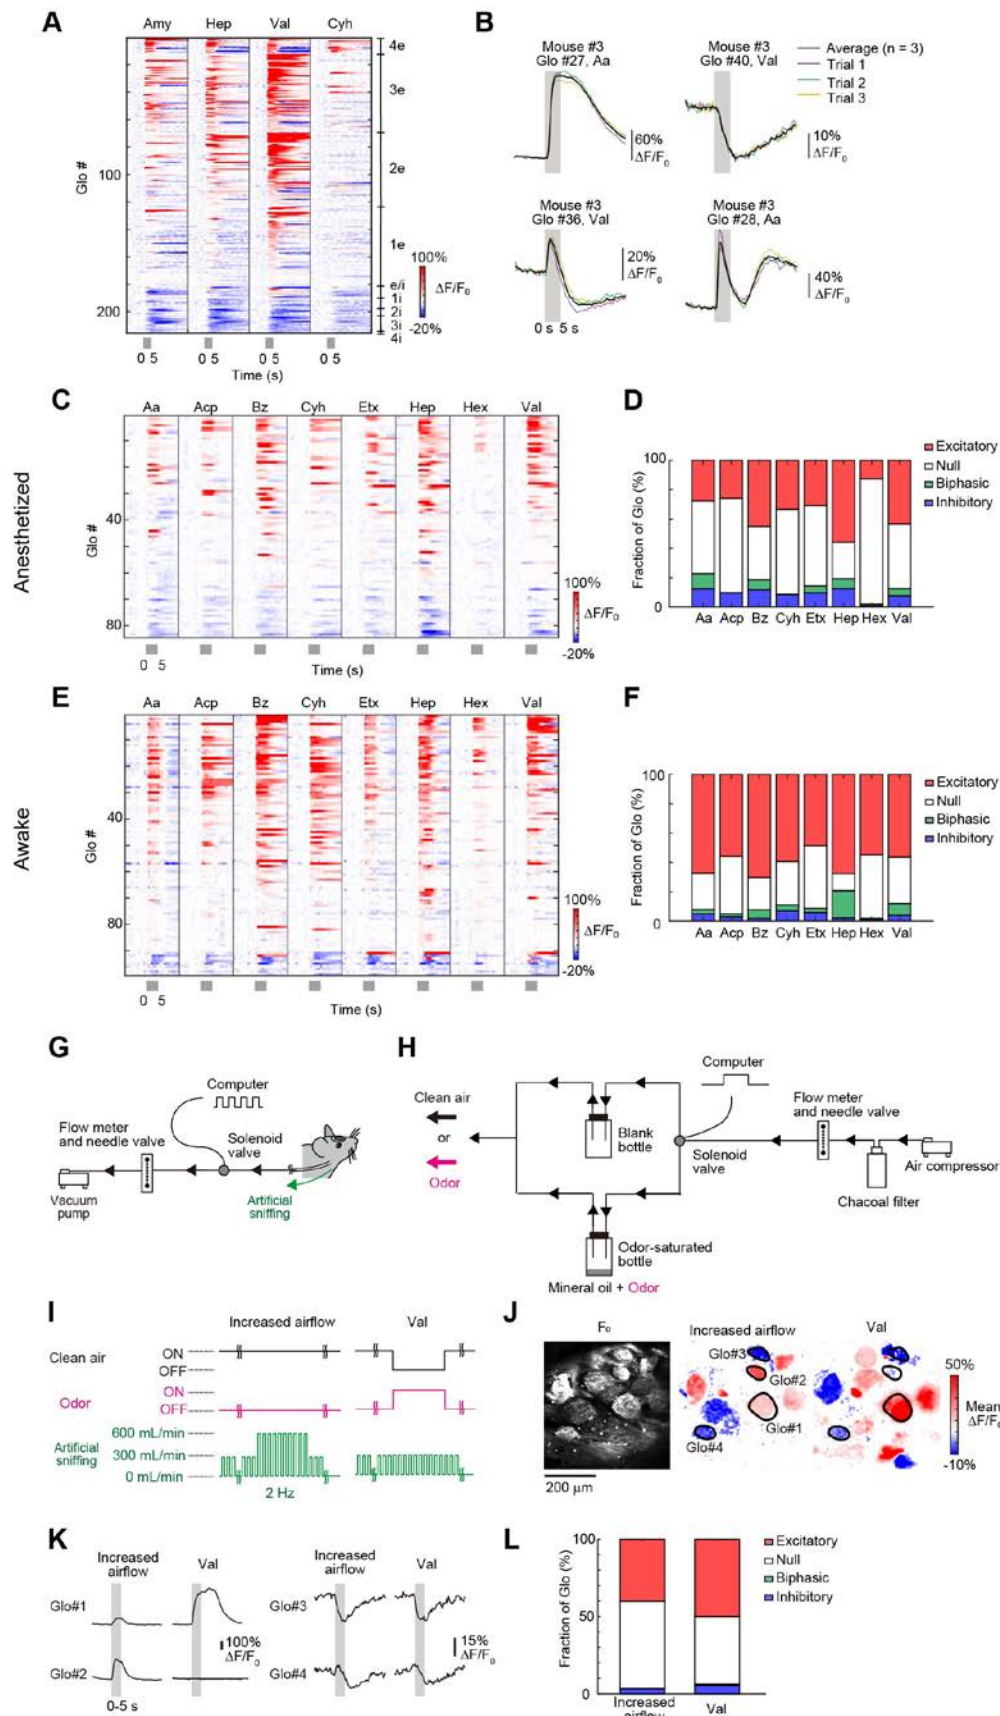 A
Amy Hep Val Cyh
4e
3e
2e
1e
e/i
1i
2i
3i
4i
Glo #
100
200
100%
ΔF/F₀
-20%
0 5 0 5 0 5 0 5
Time (s)
B
Mouse #3
Glo #27, Aa
Mouse #3
Glo #40, Val
Average (n = 3)
Trial 1
Trial 2
Trial 3
60%
ΔF/F₀
10%
ΔF/F₀
Mouse #3
Glo #36, Val
Mouse #3
Glo #28, Aa
20%
ΔF/F₀
40%
ΔF/F₀
0 s 5 s
Anesthetized
C
Aa Acp Bz Cyh Etx Hep Hex Val
Glo #
40
80
100%
ΔF/F₀
-20%
0 5
Time (s)
D
Fraction of Glo (%)
100
0
Excitatory
Null
Biphasic
Inhibitory
Aa Acp Bz Cyh Etx Hep Hex Val
Awake
E
Aa Acp Bz Cyh Etx Hep Hex Val
Glo #
40
80
100%
ΔF/F₀
-20%
0 5
Time (s)
F
Fraction of Glo (%)
100
0
Excitatory
Null
Biphasic
Inhibitory
Aa Acp Bz Cyh Etx Hep Hex Val
G
Computer
Flow meter
and needle valve
Solenoid
valve
Vacuum
pump
Artificial
sniffing
H
Computer
Clean air
or
Odor
Blank
bottle
Solenoid
valve
Flow meter
and needle valve
Air compressor
Chacoal filter
Odor-saturated
bottle
Mineral oil + Odor
I
Increased airflow Val
Clean air
ON
OFF
Odor
ON
OFF
Artificial
sniffing
600 mL/min
300 mL/min
0 mL/min
2 Hz
J
F₀
Increased airflow Val
Glo#3
Glo#2
Glo#1
Glo#4
50%
Mean
ΔF/F₀
-10%
200 μm
K
Increased
airflow
Val
Increased
airflow
Val
Glo#1
Glo#2
Glo#3
Glo#4
100%
ΔF/F₀
15%
ΔF/F₀
0-5 s
L
Fraction of Glo (%)
100
50
0
Excitatory
Null
Biphasic
Inhibitory
Increased
airflow
Val